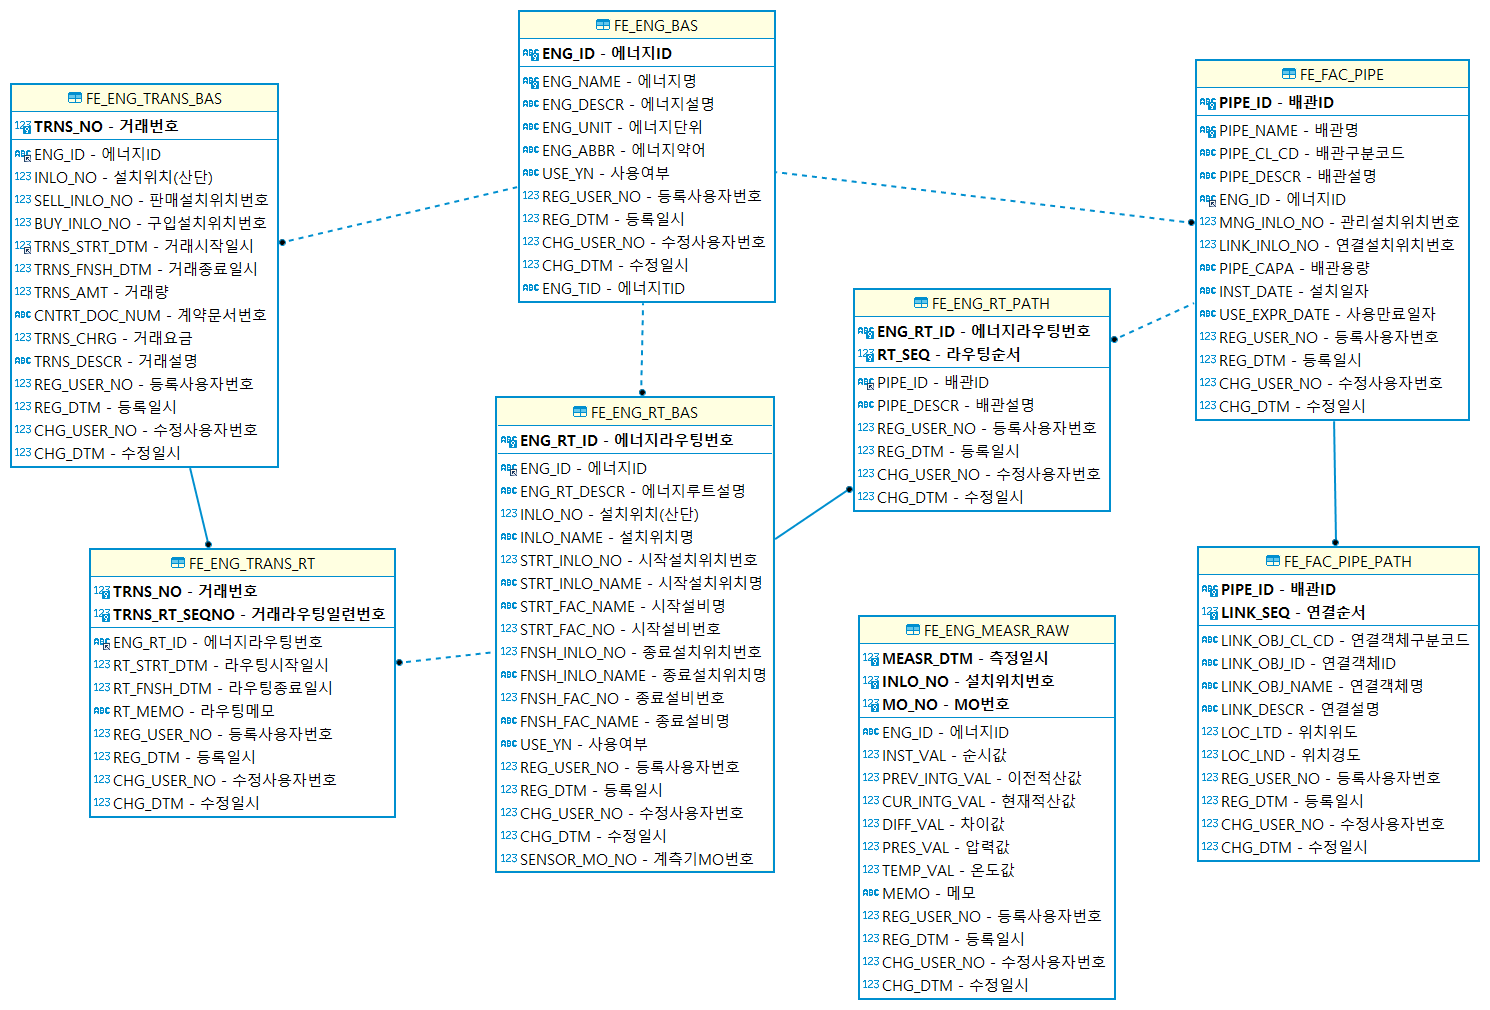 FE_ENG_BAS
ENG_ID - 에너지ID
ENG_NAME - 에너지명
ENG_DESCR - 에너지설명
ENG_UNIT - 에너지단위
ENG_ABBR - 에너지약어
USE_YN - 사용여부
REG_USER_NO - 등록사용자번호
REG_DTM - 등록일시
CHG_USER_NO - 수정사용자번호
CHG_DTM - 수정일시
ENG_TID - 에너지TID
FE_ENG_TRANS_BAS
TRNS_NO - 거래번호
ENG_ID - 에너지ID
INLO_NO - 설치위치(산단)
SELL_INLO_NO - 판매설치위치번호
BUY_INLO_NO - 구입설치위치번호
TRNS_STRT_DTM - 거래시작일시
TRNS_FNSH_DTM - 거래종료일시
TRNS_AMT - 거래량
CNTRT_DOC_NUM - 계약문서번호
TRNS_CHRG - 거래요금
TRNS_DESCR - 거래설명
REG_USER_NO - 등록사용자번호
REG_DTM - 등록일시
CHG_USER_NO - 수정사용자번호
CHG_DTM - 수정일시
FE_FAC_PIPE
PIPE_ID - 배관ID
PIPE_NAME - 배관명
PIPE_CL_CD - 배관구분코드
PIPE_DESCR - 배관설명
ENG_ID - 에너지ID
MNG_INLO_NO - 관리설치위치번호
LINK_INLO_NO - 연결설치위치번호
PIPE_CAPA - 배관용량
INST_DATE - 설치일자
USE_EXPR_DATE - 사용만료일자
REG_USER_NO - 등록사용자번호
REG_DTM - 등록일시
CHG_USER_NO - 수정사용자번호
CHG_DTM - 수정일시
FE_ENG_RT_PATH
ENG_RT_ID - 에너지라우팅번호
RT_SEQ - 라우팅순서
PIPE_ID - 배관ID
PIPE_DESCR - 배관설명
REG_USER_NO - 등록사용자번호
REG_DTM - 등록일시
CHG_USER_NO - 수정사용자번호
CHG_DTM - 수정일시
FE_ENG_RT_BAS
ENG_RT_ID - 에너지라우팅번호
ENG_ID - 에너지ID
ENG_RT_DESCR - 에너지루트설명
INLO_NO - 설치위치(산단)
INLO_NAME - 설치위치명
STRT_INLO_NO - 시작설치위치번호
STRT_INLO_NAME - 시작설치위치명
STRT_FAC_NAME - 시작설비명
STRT_FAC_NO - 시작설비번호
FNSH_INLO_NO - 종료설치위치번호
FNSH_INLO_NAME - 종료설치위치명
FNSH_FAC_NO - 종료설비번호
FNSH_FAC_NAME - 종료설비명
USE_YN - 사용여부
REG_USER_NO - 등록사용자번호
REG_DTM - 등록일시
CHG_USER_NO - 수정사용자번호
CHG_DTM - 수정일시
SENSOR_MO_NO - 계측기MO번호
FE_ENG_TRANS_RT
TRNS_NO - 거래번호
TRNS_RT_SEQNO - 거래라우팅일련번호
ENG_RT_ID - 에너지라우팅번호
RT_STRT_DTM - 라우팅시작일시
RT_FNSH_DTM - 라우팅종료일시
RT_MEMO - 라우팅메모
REG_USER_NO - 등록사용자번호
REG_DTM - 등록일시
CHG_USER_NO - 수정사용자번호
CHG_DTM - 수정일시
FE_ENG_MEASR_RAW
MEASR_DTM - 측정일시
INLO_NO - 설치위치번호
MO_NO - MO번호
ENG_ID - 에너지ID
INST_VAL - 순시값
PREV_INTG_VAL - 이전적산값
CUR_INTG_VAL - 현재적산값
DIFF_VAL - 차이값
PRES_VAL - 압력값
TEMP_VAL - 온도값
MEMO - 메모
REG_USER_NO - 등록사용자번호
REG_DTM - 등록일시
CHG_USER_NO - 수정사용자번호
CHG_DTM - 수정일시
FE_FAC_PIPE_PATH
PIPE_ID - 배관ID
LINK_SEQ - 연결순서
LINK_OBJ_CL_CD - 연결객체구분코드
LINK_OBJ_ID - 연결객체ID
LINK_OBJ_NAME - 연결객체명
LINK_DESCR - 연결설명
LOC_LTD - 위치위도
LOC_LND - 위치경도
REG_USER_NO - 등록사용자번호
REG_DTM - 등록일시
CHG_USER_NO - 수정사용자번호
CHG_DTM - 수정일시